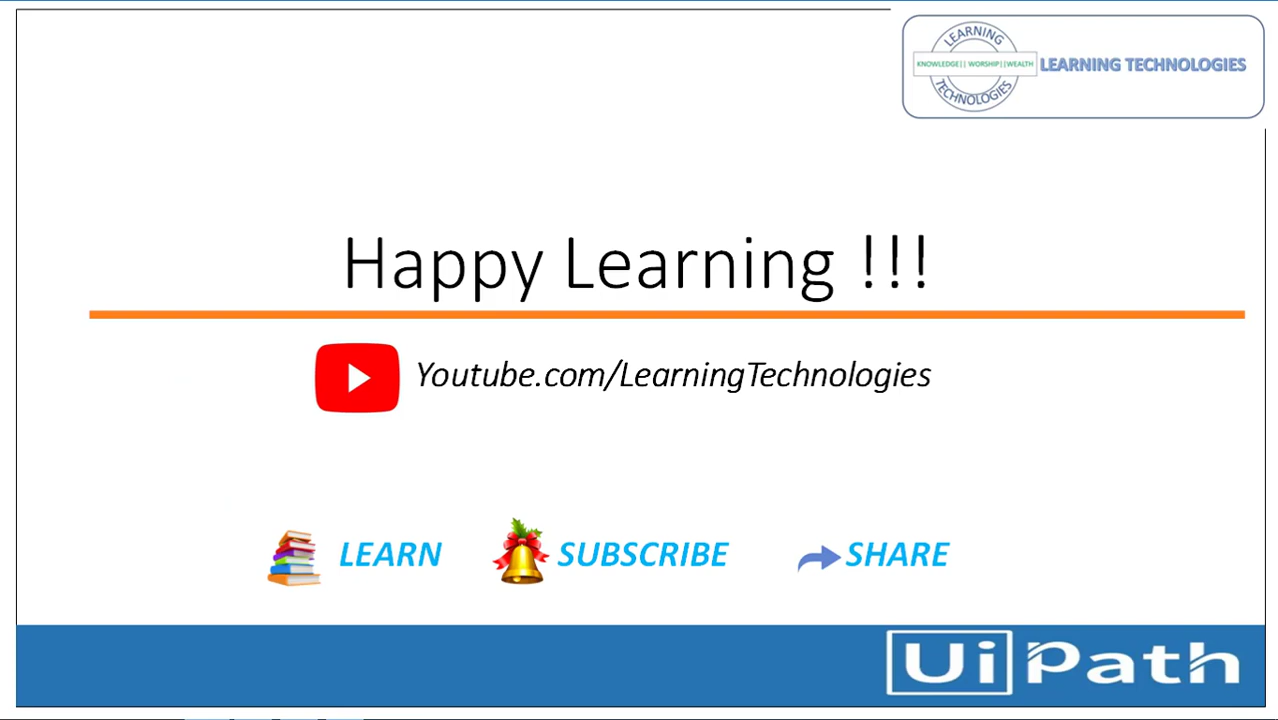 LEARNING
KNOWLEDGE|| WORSHIP||WEALTH
TECHNOLOGIES
LEARNING TECHNOLOGIES
Happy Learning !!!
Youtube.com/LearningTechnologies
LEARN
SUBSCRIBE
SHARE
UiPath